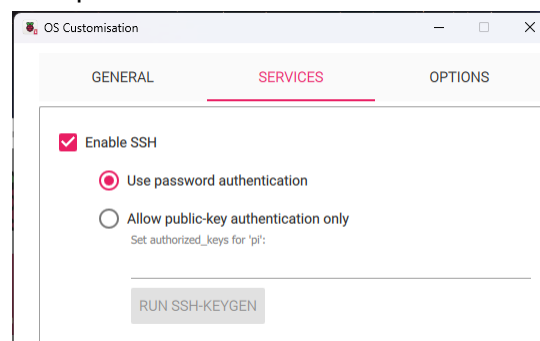 OS Customisation
GENERAL SERVICES OPTIONS
Enable SSH
Use password authentication
Allow public-key authentication only
Set authorized_keys for 'pi':
RUN SSH-KEYGEN